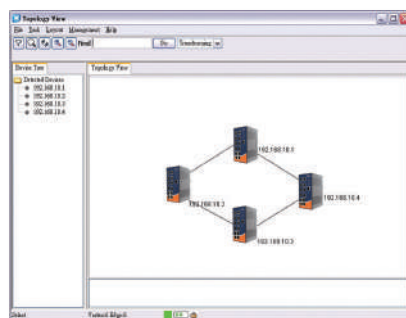 Topology View
File Tool Layout Management Help
Find
Device Tree
Topology View
Detected Devices
192.168.10.1
192.168.10.2
192.168.10.3
192.168.10.4
192.168.10.1
192.168.10.2
192.168.10.4
192.168.10.3